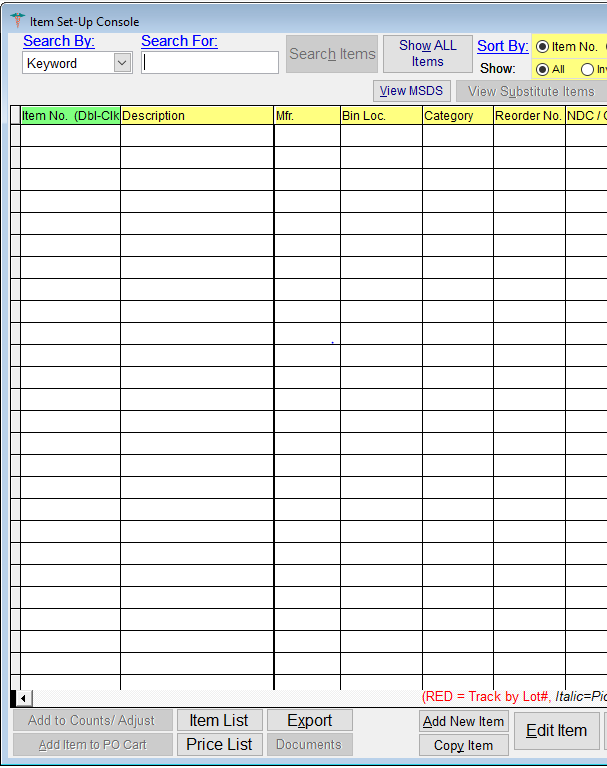 Item Set-Up Console
Search By: Search For: Search Items Show ALL Items Sort By: Item No.
Keyword Show: All
View MSDS View Substitute Items
Item No. (Dbl-Clk Description Mfr. Bin Loc. Category Reorder No. NDC /
(RED = Track by Lot#, Italic=Pic
Add to Counts/ Adjust Item List Export Add New Item Edit Item
Add Item to PO Cart Price List Documents Copy Item